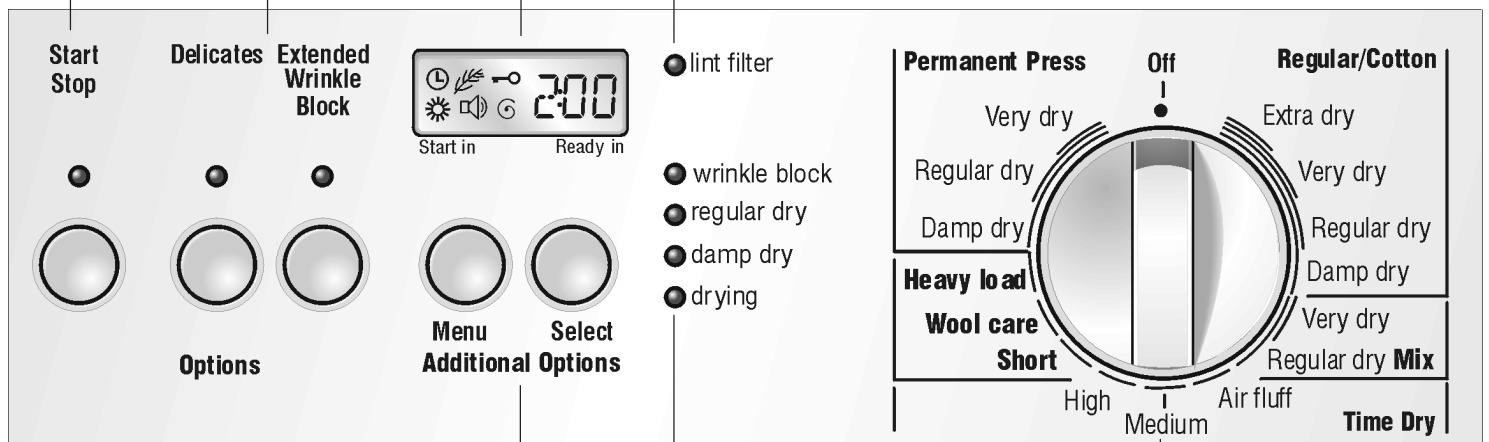 Start
Stop
Delicates
Extended
Wrinkle
Block
2:00
Start in
Ready in
lint filter
wrinkle block
regular dry
damp dry
drying
Menu
Select
Additional Options
Options
Permanent Press
Off
Regular/Cotton
Very dry
Regular dry
Damp dry
Extra dry
Very dry
Regular dry
Damp dry
Heavy load
Wool care
Short
Very dry
Regular dry Mix
High
Medium
Air fluff
Time Dry